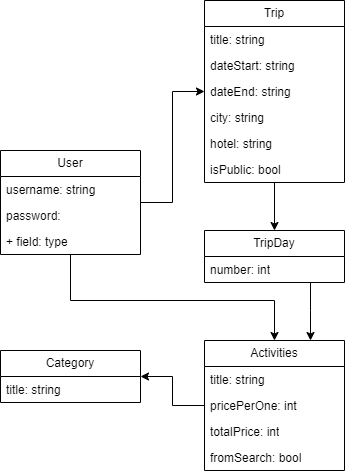 Trip
title: string
dateStart: string
dateEnd: string
city: string
hotel: string
isPublic: bool
User
username: string
password:
+ field: type
TripDay
number: int
Category
title: string
Activities
title: string
pricePerOne: int
totalPrice: int
fromSearch: bool